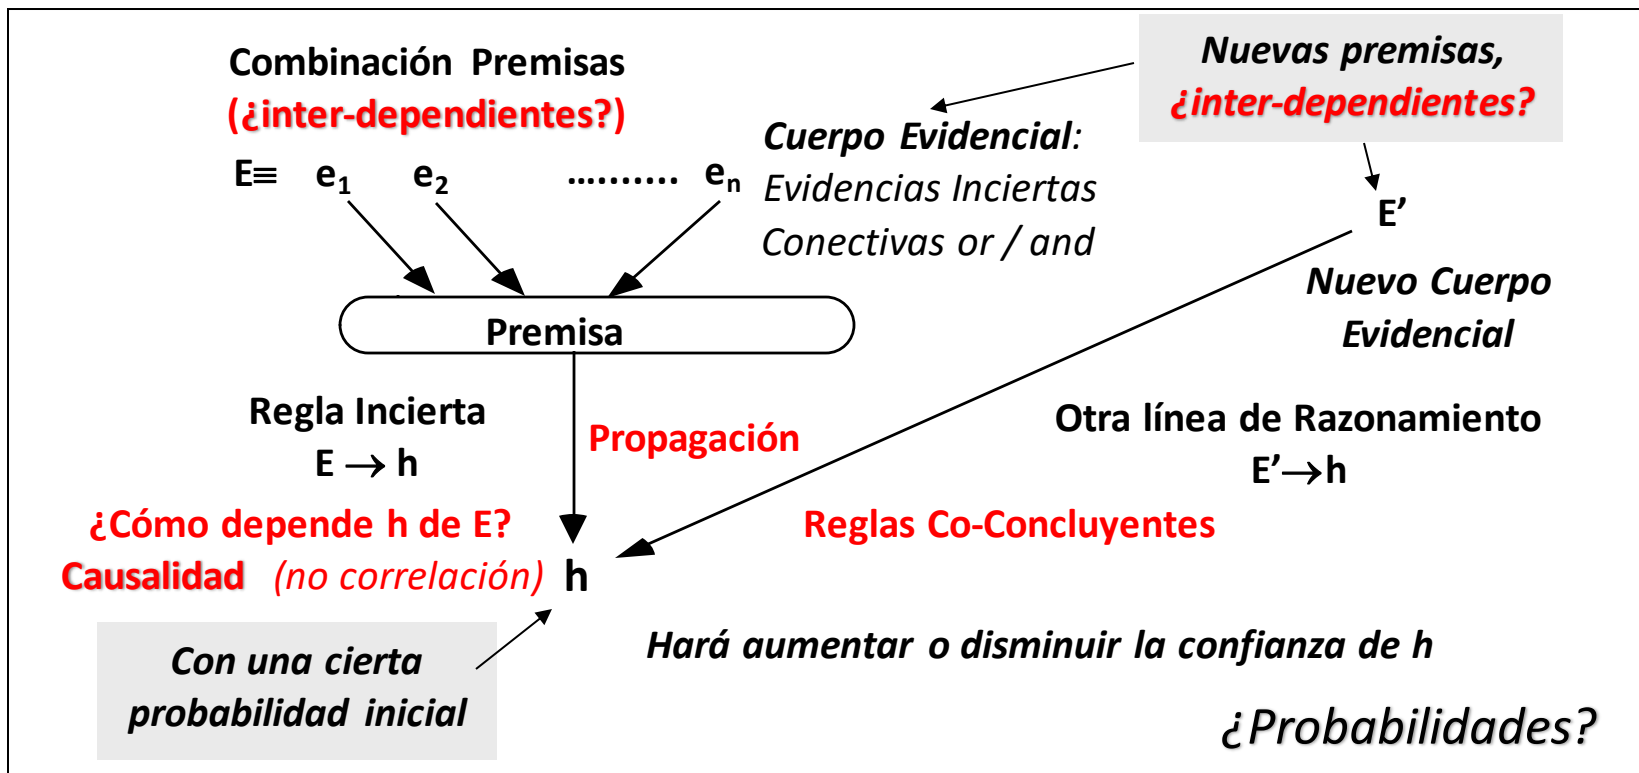 Combinación Premisas
(¿inter-dependientes?)
E≡ e1 e2 .......... en
Cuerpo Evidencial:
Evidencias Inciertas
Conectivas or / and
Nuevas premisas,
¿inter-dependientes?
E’
Nuevo Cuerpo
Evidencial
Premisa
Regla Incierta
E → h
Propagación
Otra línea de Razonamiento
E’→h
¿Cómo depende h de E?
Causalidad (no correlación) h
Reglas Co-Concluyentes
Con una cierta
probabilidad inicial
Hará aumentar o disminuir la confianza de h
¿Probabilidades?